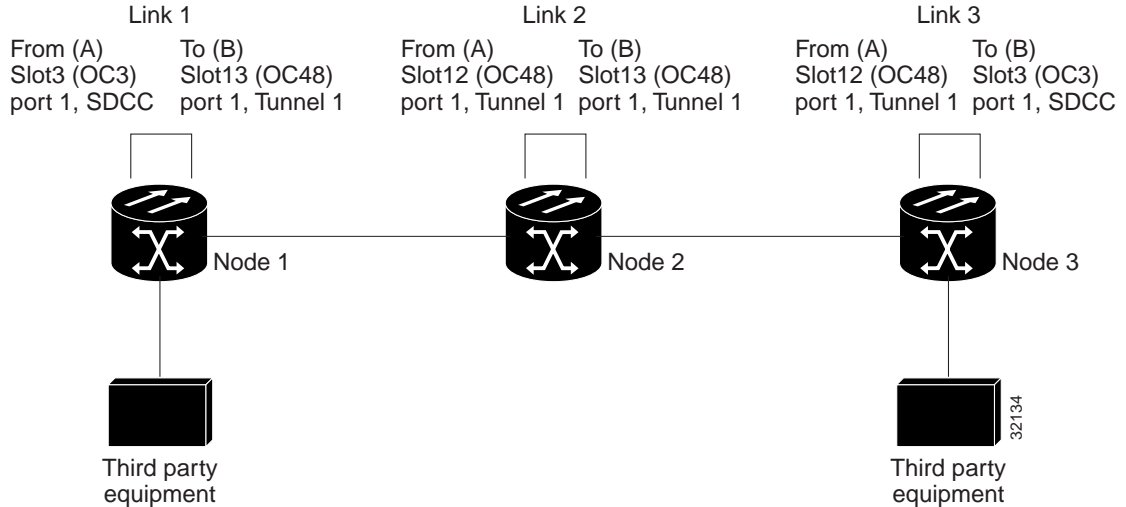 Link 1
From (A)
Slot3 (OC3)
port 1, SDCC
To (B)
Slot13 (OC48)
port 1, Tunnel 1
Link 2
From (A)
Slot12 (OC48)
port 1, Tunnel 1
To (B)
Slot13 (OC48)
port 1, Tunnel 1
Link 3
From (A)
Slot12 (OC48)
port 1, Tunnel 1
To (B)
Slot3 (OC3)
port 1, SDCC
Node 1
Node 2
Node 3
Third party
equipment
Third party
equipment
32134